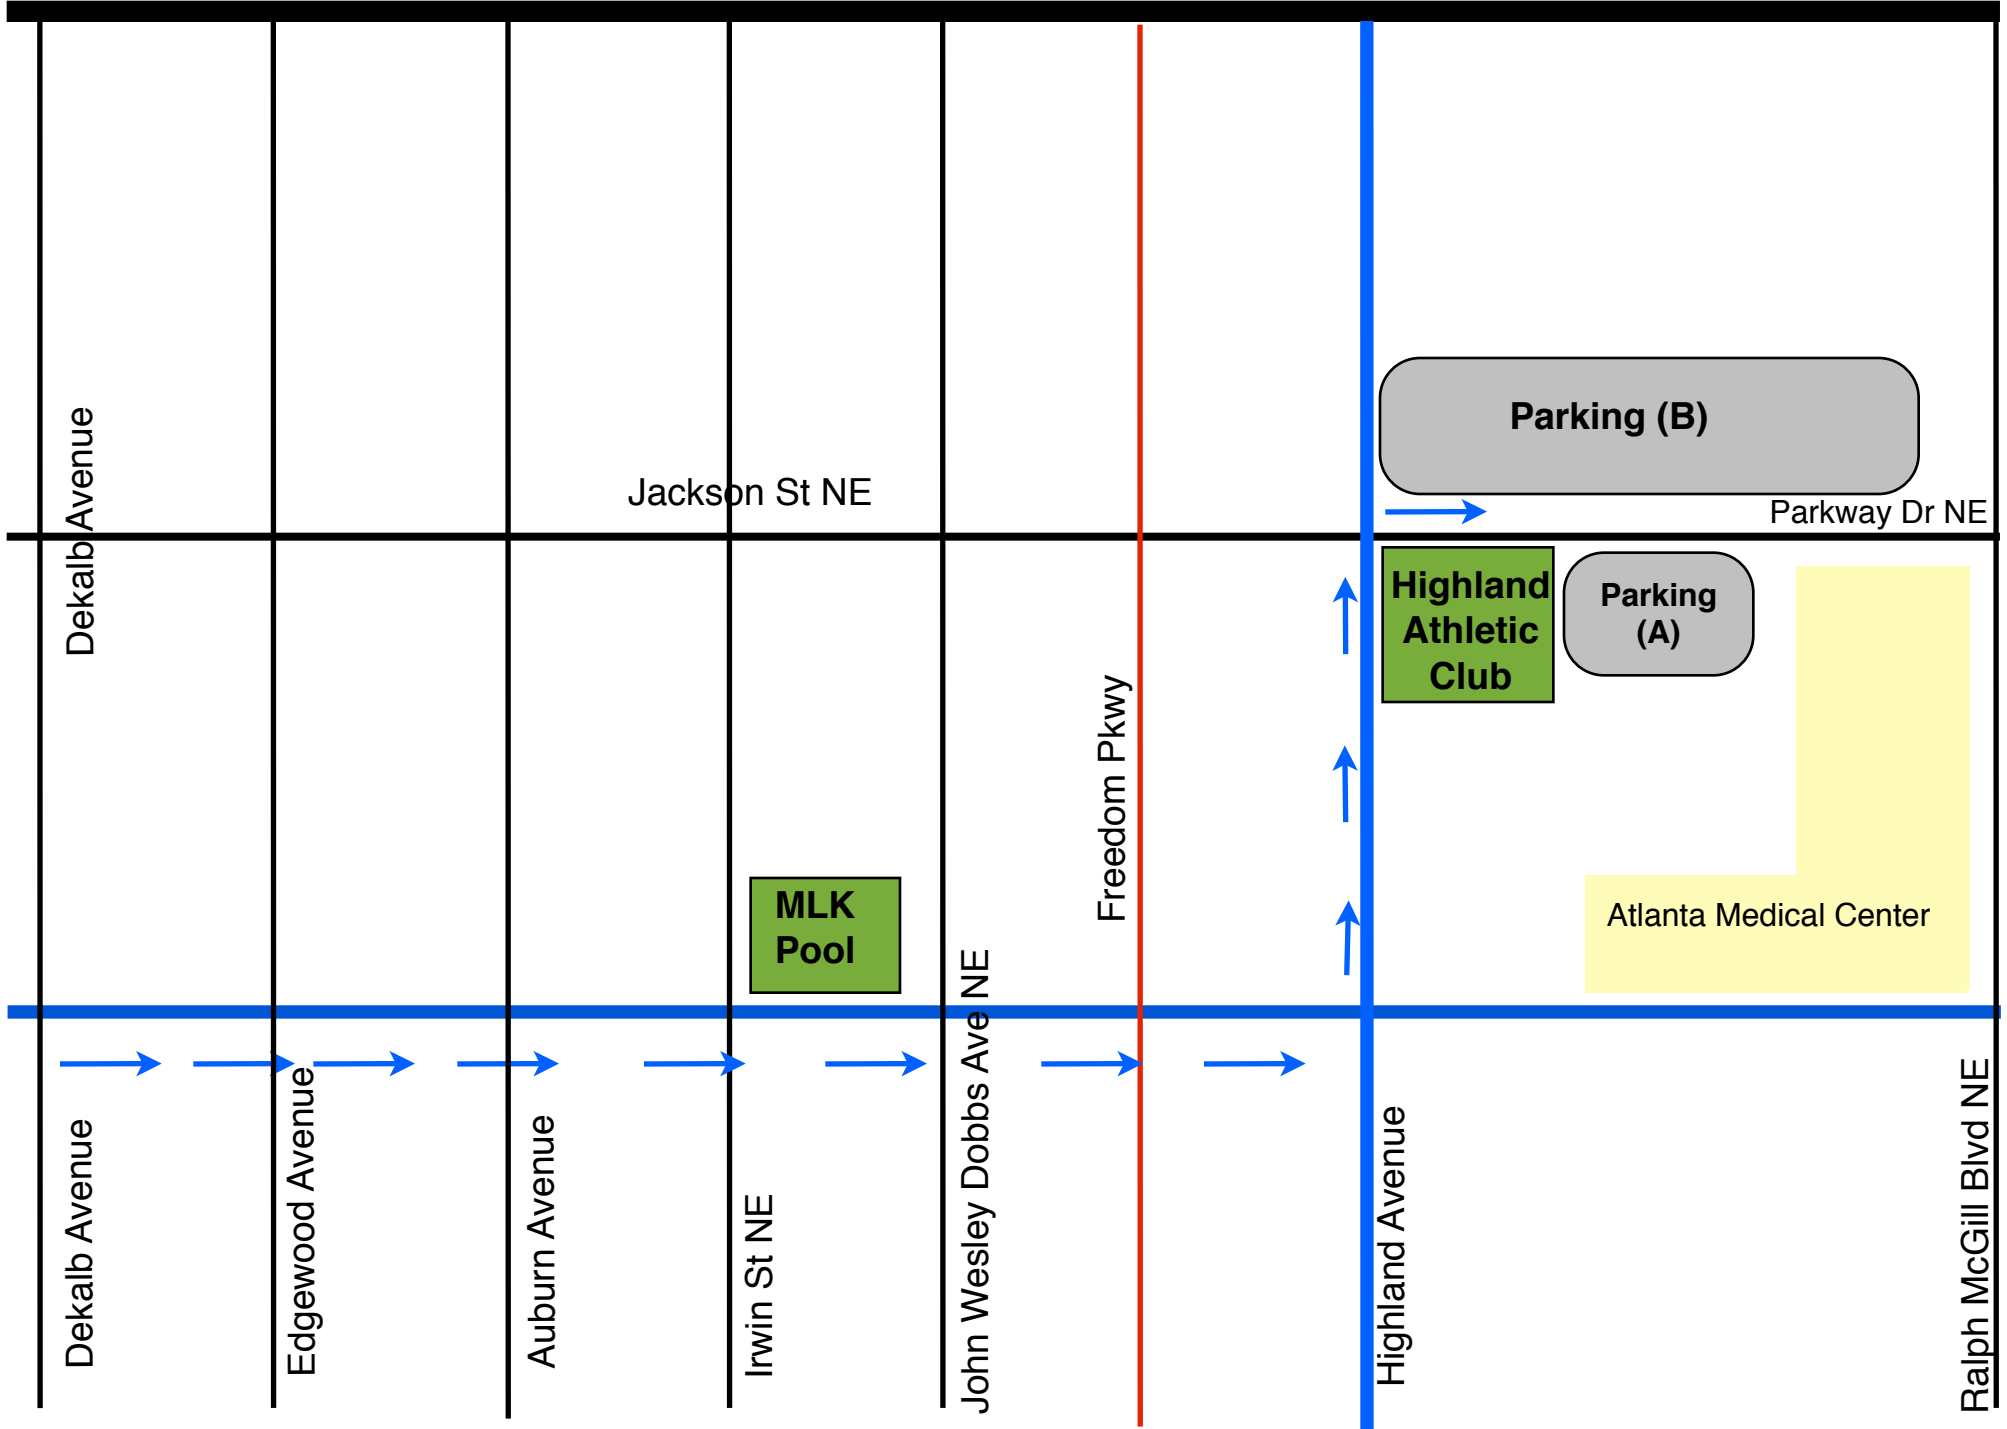 Parking (B)
Dekalb Avenue
Jackson St NE
Parkway Dr NE
Highland
Athletic
Club
Parking
(A)
Freedom Pkwy
MLK
Pool
Atlanta Medical Center
Dekalb Avenue
Edgewood Avenue
Auburn Avenue
Irwin St NE
John Wesley Dobbs Ave NE
Highland Avenue
Ralph McGill Blvd NE